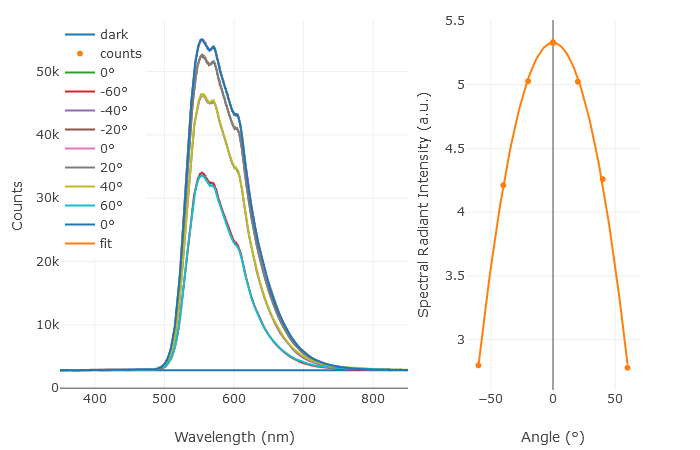 dark
counts
0°
-60°
-40°
-20°
0°
20°
40°
60°
0°
fit
50k
40k
30k
20k
10k
0
400
500
600
700
800
Counts
Wavelength (nm)
5.5
5
4.5
4
3.5
3
−50
0
50
Spectral Radiant Intensity (a.u.)
Angle (°)